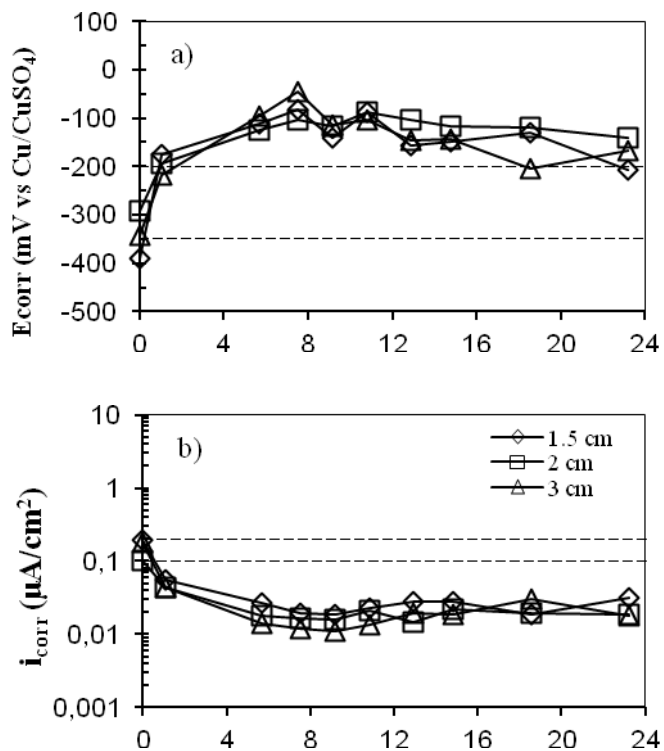 Ecorr (mV vs Cu/CuSO4)
100
0
-100
-200
-300
-400
-500
a)
0 4 8 12 16 20 24
icorr (µA/cm²)
10
1
0.1
0,01
0,001
b)
1.5 cm
2 cm
3 cm
0 4 8 12 16 20 24